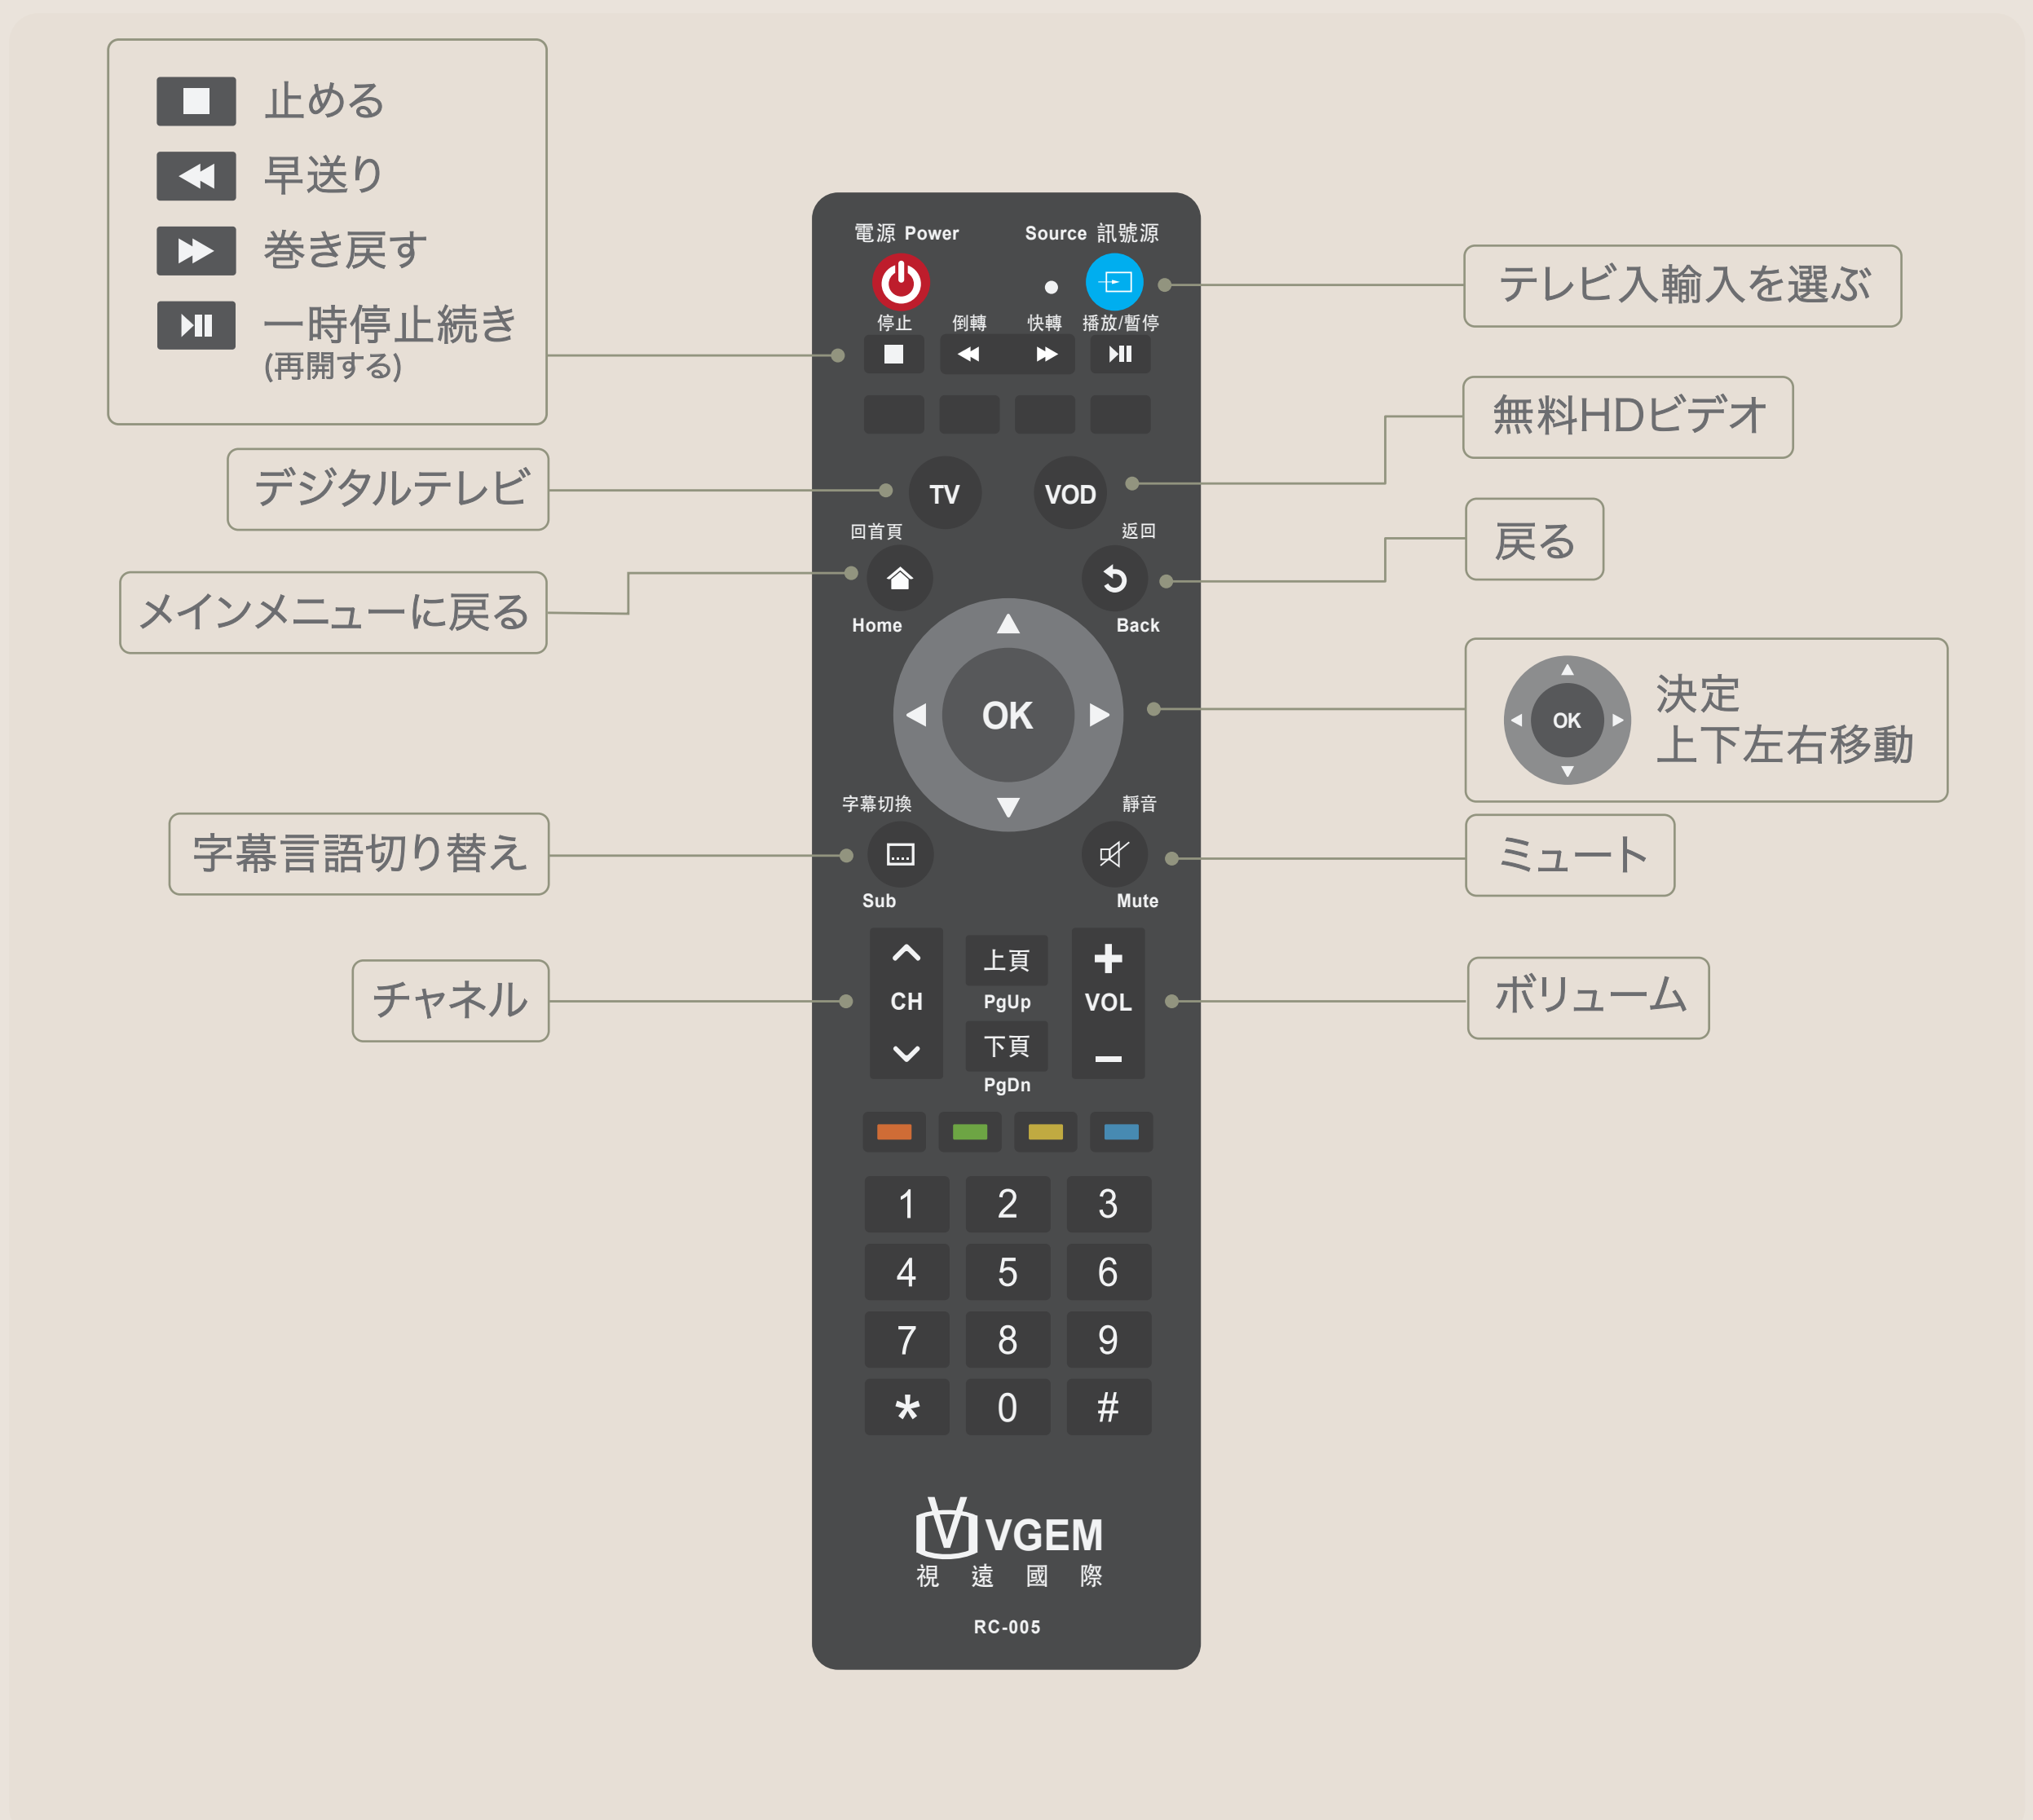 止める
早送り
巻き戻す
一時停止続き
(再開する)
デジタルテレビ
メインメニューに戻る
字幕言語切り替え
チャネル
電源 Power
Source 訊號源
停止
倒轉
快轉
播放/暫停
TV
VOD
回首頁
返回
Home
Back
OK
字幕切換
靜音
Sub
Mute
CH
上頁
PgUp
下頁
PgDn
VOL
1 2 3
4 5 6
7 8 9
* 0 #
VGEM
視遠國際
RC-005
テレビ入輸入を選ぶ
無料HDビデオ
戻る
OK
決定
上下左右移動
ミュート
ボリューム